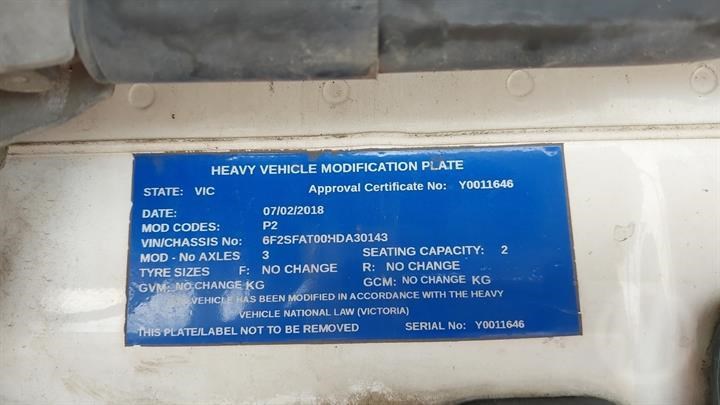 HEAVY VEHICLE MODIFICATION PLATE
STATE: VIC Approval Certificate No: Y0011646
DATE: 07/02/2018
MOD CODES: P2
VIN/CHASSIS No: 6F2SFAT00HDA30143
MOD - No AXLES 3 SEATING CAPACITY: 2
TYRE SIZES F: NO CHANGE R: NO CHANGE
GVM: NO CHANGE KG GCM: NO CHANGE KG
VEHICLE HAS BEEN MODIFIED IN ACCORDANCE WITH THE HEAVY
VEHICLE NATIONAL LAW (VICTORIA)
THIS PLATE/LABEL NOT TO BE REMOVED SERIAL No: Y0011646